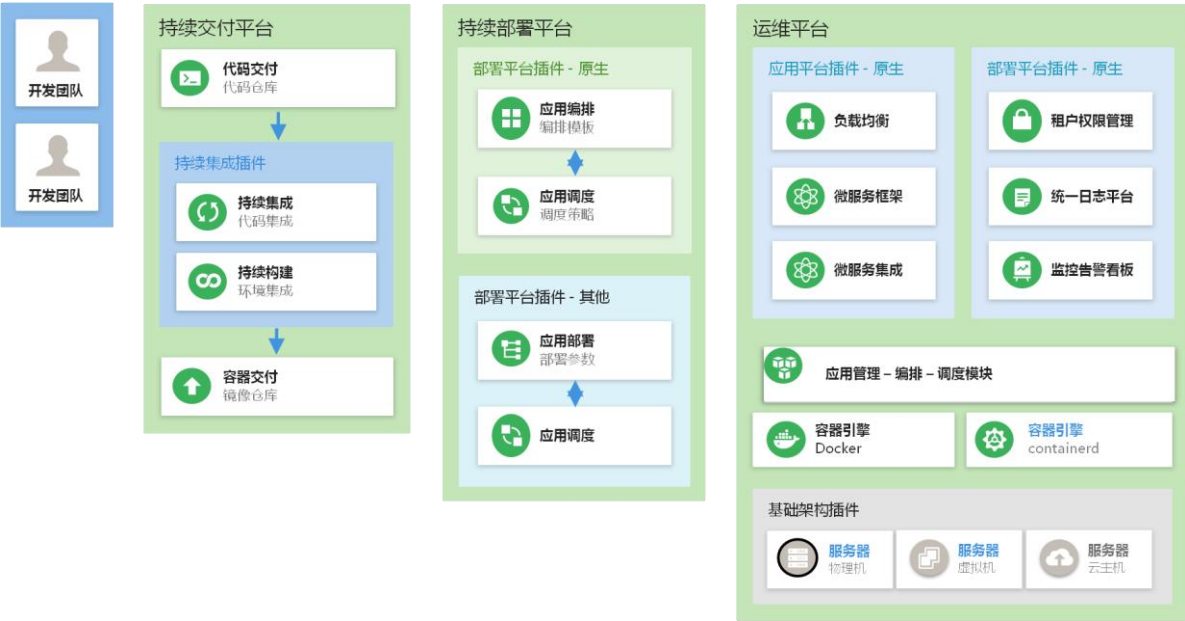 开发团队
开发团队
持续交付平台
代码交付
代码仓库
持续集成插件
持续集成
代码集成
持续构建
环境集成
容器交付
镜像仓库
持续部署平台
部署平台插件 - 原生
应用编排
编排模板
应用调度
调度策略
部署平台插件 - 其他
应用部署
部署参数
应用调度
运维平台
应用平台插件 - 原生
负载均衡
微服务框架
微服务集成
部署平台插件 - 原生
租户权限管理
统一日志平台
监控告警看板
应用管理 – 编排 – 调度模块
容器引擎
Docker
容器引擎
containerd
基础架构插件
服务器
物理机
服务器
虚拟机
服务器
云主机